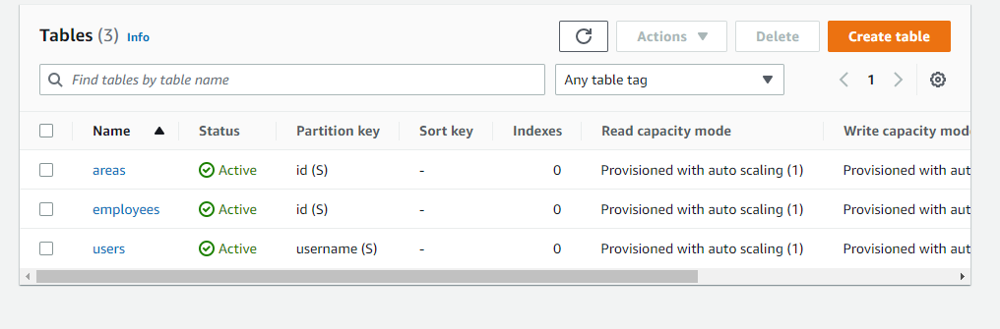 Tables (3) Info Actions Delete Create table
Find tables by table name Any table tag 1
Name Status Partition key Sort key Indexes Read capacity mode Write capacity mode
areas Active id (S) - 0 Provisioned with auto scaling (1) Provisioned with aut
employees Active id (S) - 0 Provisioned with auto scaling (1) Provisioned with aut
users Active username (S) - 0 Provisioned with auto scaling (1) Provisioned with aut